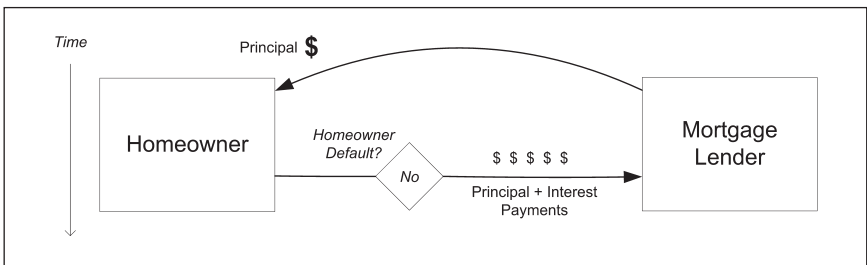 Time
Principal $
Homeowner
Homeowner
Default?
No
$ $ $ $ $
Principal + Interest
Payments
Mortgage
Lender